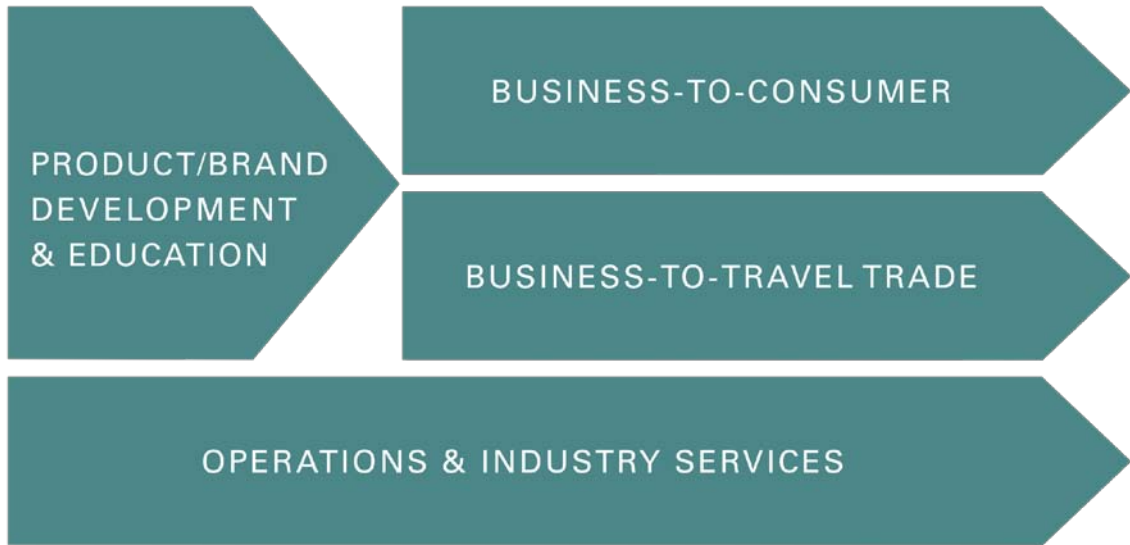 PRODUCT/BRAND
DEVELOPMENT
& EDUCATION
BUSINESS-TO-CONSUMER
BUSINESS-TO-TRAVEL TRADE
OPERATIONS & INDUSTRY SERVICES